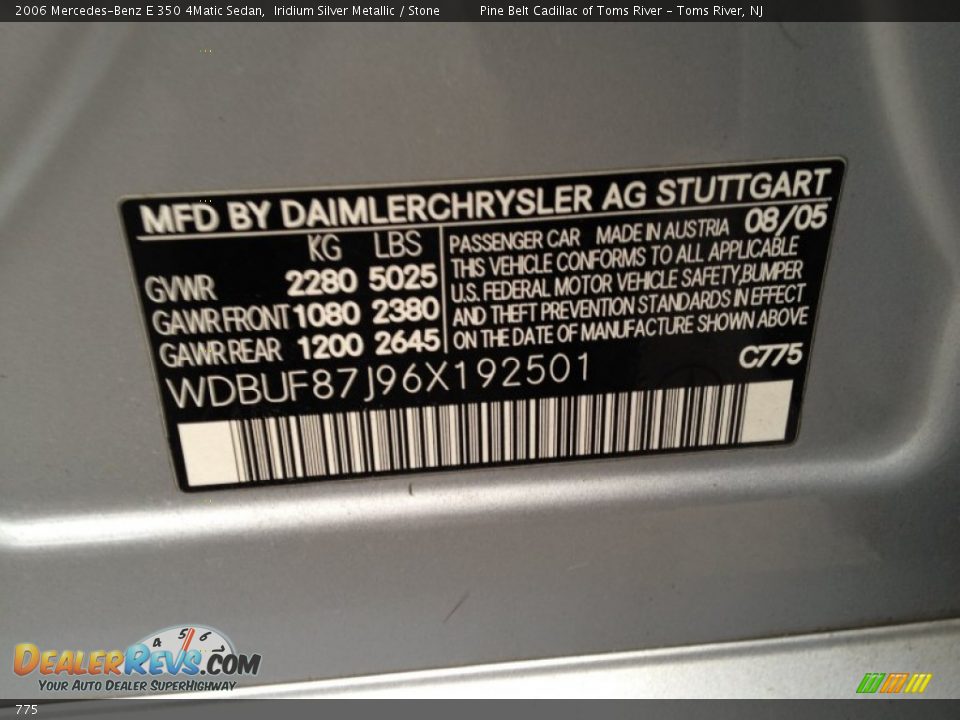 2006 Mercedes-Benz E 350 4Matic Sedan, Iridium Silver Metallic / Stone Pine Belt Cadillac of Toms River - Toms River, NJ
MFD BY DAIMLERCHRYSLER AG STUTTGART
KG LBS
GVWR 2280 5025
GAWR FRONT 1080 2380
GAWR REAR 1200 2645
PASSENGER CAR MADE IN AUSTRIA 08/05
THIS VEHICLE CONFORMS TO ALL APPLICABLE
U.S. FEDERAL MOTOR VEHICLE SAFETY, BUMPER
AND THEFT PREVENTION STANDARDS IN EFFECT
ON THE DATE OF MANUFACTURE SHOWN ABOVE
C775
WDBUF87J96X192501
4 5 6 7
DEALERREVS.COM
YOUR AUTO DEALER SUPERHIGHWAY
775